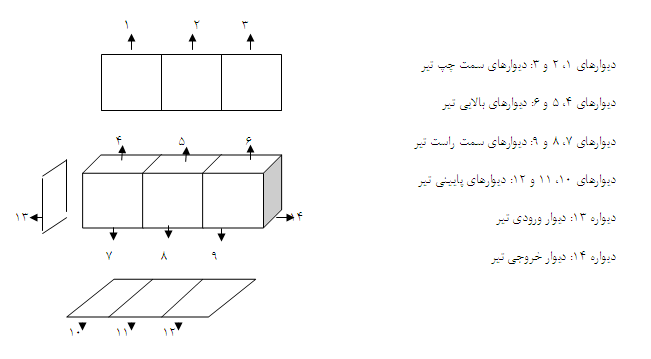 ۱ ۲ ۳
دیوارهای ۱، ۲ و ۳: دیوارهای سمت چپ تیر
دیوارهای ۴، ۵ و ۶: دیوارهای بالایی تیر
۴ ۵ ۶
دیوارهای ۷، ۸ و ۹: دیوارهای سمت راست تیر
دیوارهای ۱۰، ۱۱ و ۱۲: دیوارهای پایینی تیر
۱۳ ۱۴
دیواره ۱۳: دیوار ورودی تیر
۷ ۸ ۹
دیواره ۱۴: دیوار خروجی تیر
۱۰ ۱۱ ۱۲